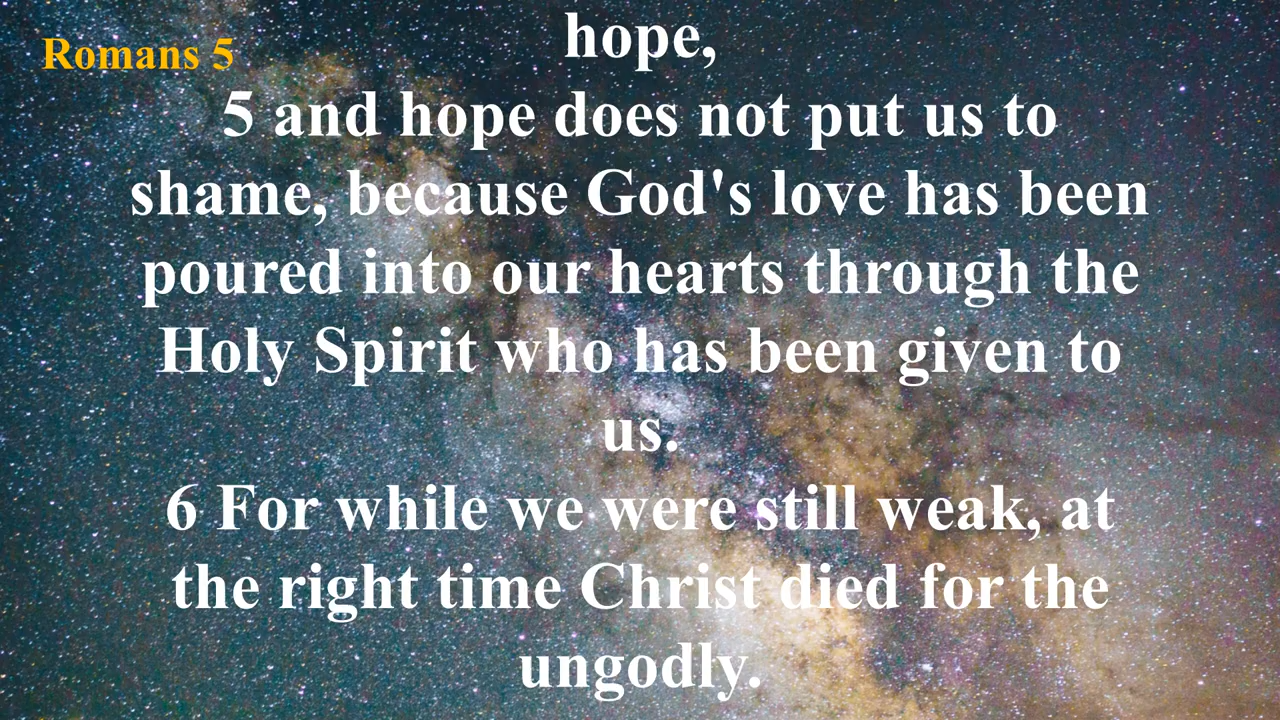 Romans 5
hope,
5 and hope does not put us to
shame, because God's love has been
poured into our hearts through the
Holy Spirit who has been given to
us.
6 For while we were still weak, at
the right time Christ died for the
ungodly.